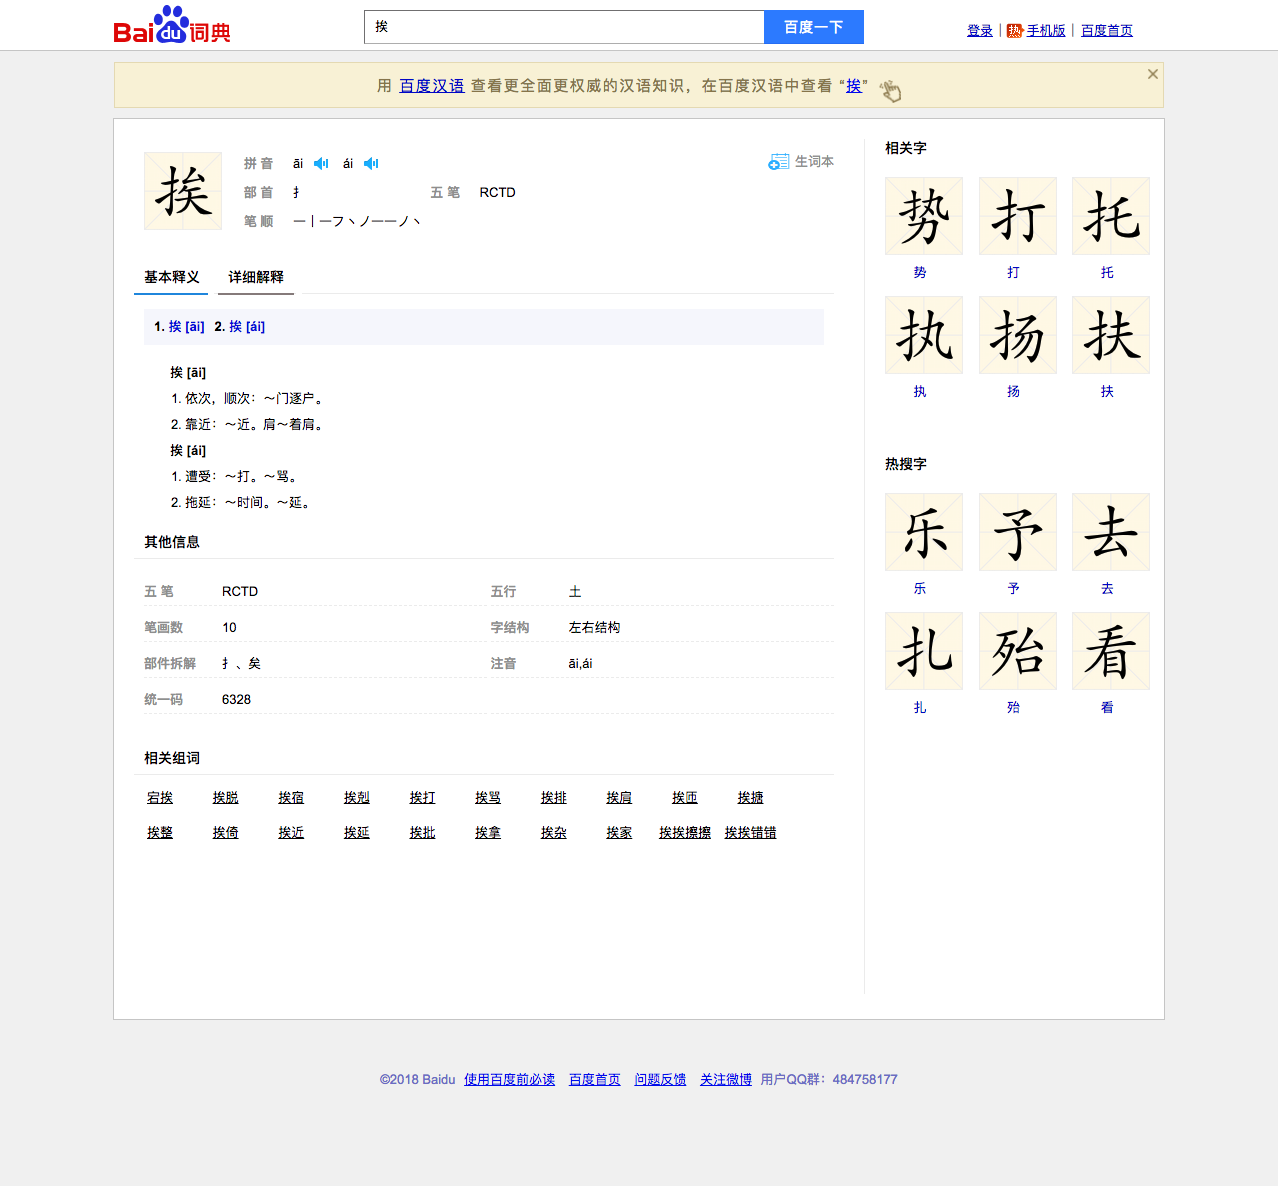 Baidu词典
挨
百度一下
登录 | 热 手机版 | 百度首页
用 百度汉语 查看更全面更权威的汉语知识，在百度汉语中查看 “挨”
挨
拼 音 āi ái
生词本
部 首 扌 五 笔 RCTD
笔 顺 一丨一フ丶ノ一一ノ丶
基本释义 详细解释
1. 挨 [āi] 2. 挨 [ái]
挨 [āi]
1. 依次，顺次：～门逐户。
2. 靠近：～近。肩～着肩。
挨 [ái]
1. 遭受：～打。～骂。
2. 拖延：～时间。～延。
其他信息
五 笔 RCTD 五行 土
笔画数 10 字结构 左右结构
部件拆解 扌、矣 注音 āi,ái
统一码 6328
相关组词
宕挨 挨脱 挨宿 挨剋 挨打 挨骂 挨排 挨肩 挨匝 挨搪
挨整 挨倚 挨近 挨延 挨批 挨拿 挨杂 挨家 挨挨擦擦 挨挨错错
相关字
势 打 托
势 打 托
执 扬 扶
执 扬 扶
热搜字
乐 予 去
乐 予 去
扎 殆 看
扎 殆 看
©2018 Baidu 使用百度前必读 百度首页 问题反馈 关注微博 用户QQ群：484758177